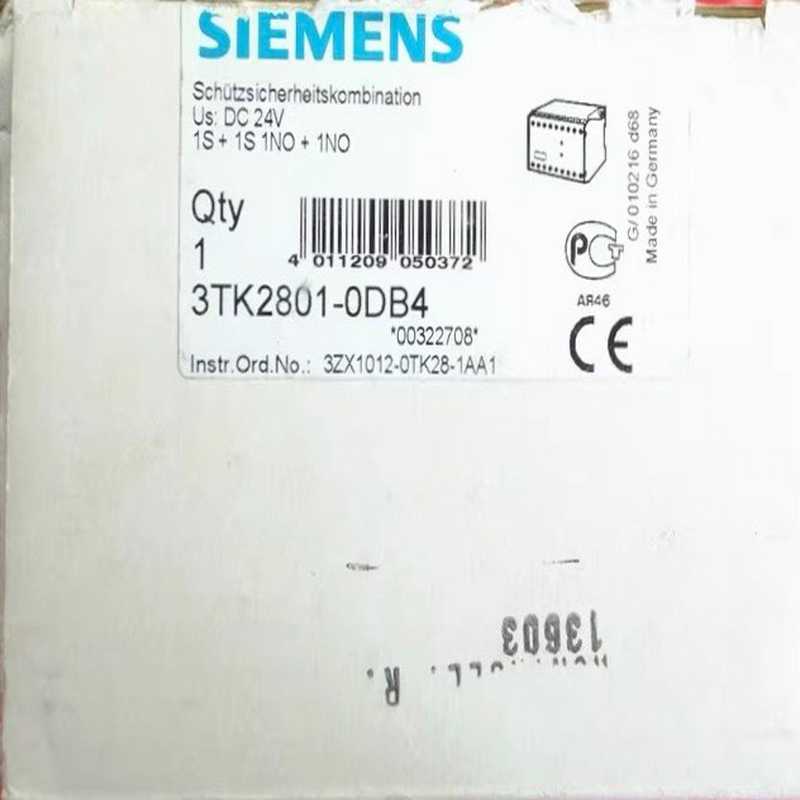 SIEMENS
Schützsicherheitskombination
Us: DC 24V
1S + 1S 1NO + 1NO
Qty
1
4 011209 050372
3TK2801-0DB4
*00322708*
Instr.Ord.No.: 3ZX1012-0TK28-1AA1
G/010216 d68
Made in Germany
AR46
CE
13603
R.